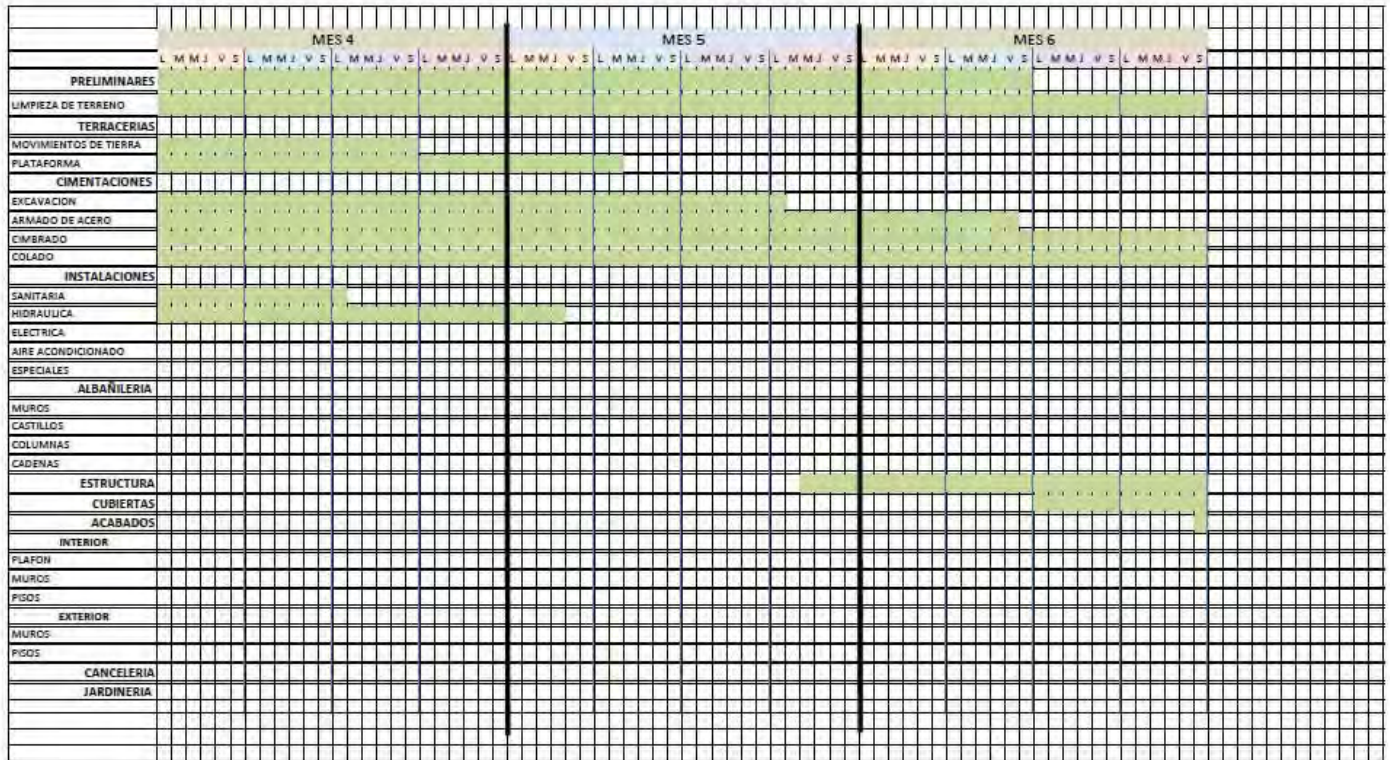 MES 4 MES 5 MES 6
L M M J V S L M M J V S L M M J V S L M M J V S L M M J V S L M M J V S L M M J V S L M M J V S L M M J V S L M M J V S L M M J V S L M M J V S
PRELIMINARES
LIMPIEZA DE TERRENO
TERRACERIAS
MOVIMIENTOS DE TIERRA
PLATAFORMA
CIMENTACIONES
EXCAVACION
ARMADO DE ACERO
CIMBRADO
COLADO
INSTALACIONES
SANITARIA
HIDRAULICA
ELECTRICA
AIRE ACONDICIONADO
ESPECIALES
ALBAÑILERIA
MUROS
CASTILLOS
COLUMNAS
CADENAS
ESTRUCTURA
CUBIERTAS
ACABADOS
INTERIOR
PLAFON
MUROS
PISOS
EXTERIOR
MUROS
PISOS
CANCELERIA
JARDINERIA